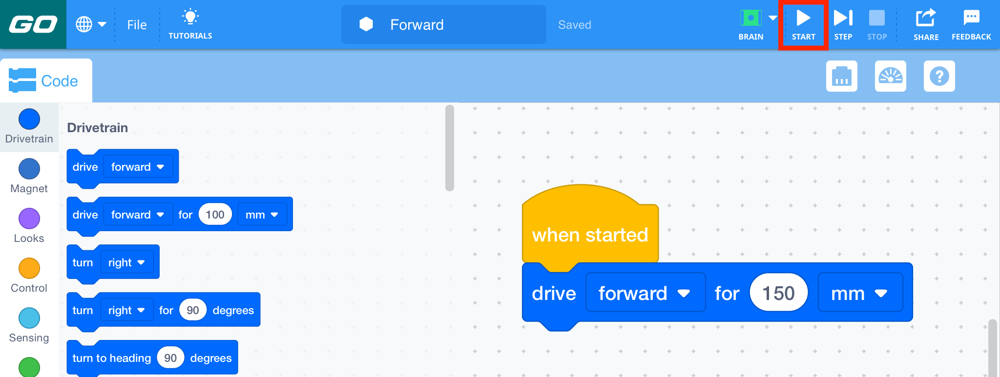 GO
File
TUTORIALS
Forward
Saved
BRAIN
START
STEP
STOP
SHARE
FEEDBACK
Code
?
Drivetrain
Magnet
Looks
Control
Sensing
Drivetrain
drive forward
drive forward for 100 mm
turn right
turn right for 90 degrees
turn to heading 90 degrees
when started
drive forward for 150 mm